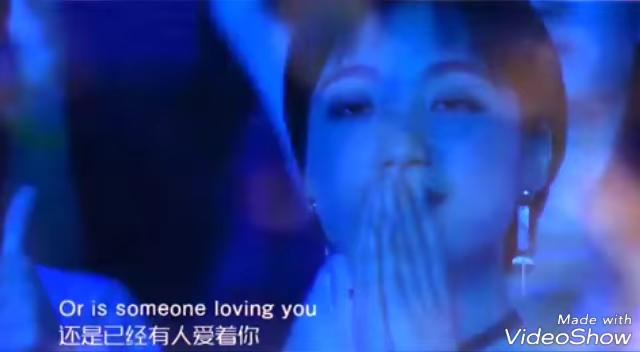 Or is someone loving you
还是已经有人爱着你
Made with
VideoShow